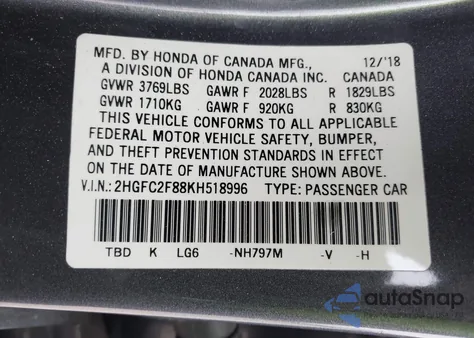 MFD. BY HONDA OF CANADA MFG., 12/'18
A DIVISION OF HONDA CANADA INC. CANADA
GVWR 3769LBS GAWR F 2028LBS R 1829LBS
GVWR 1710KG GAWR F 920KG R 830KG
THIS VEHICLE CONFORMS TO ALL APPLICABLE
FEDERAL MOTOR VEHICLE SAFETY, BUMPER,
AND THEFT PREVENTION STANDARDS IN EFFECT
ON THE DATE OF MANUFACTURE SHOWN ABOVE.
V.I.N.: 2HGFC2F88KH518996 TYPE: PASSENGER CAR
TBD K LG6 -NH797M -V -H
autoSnap